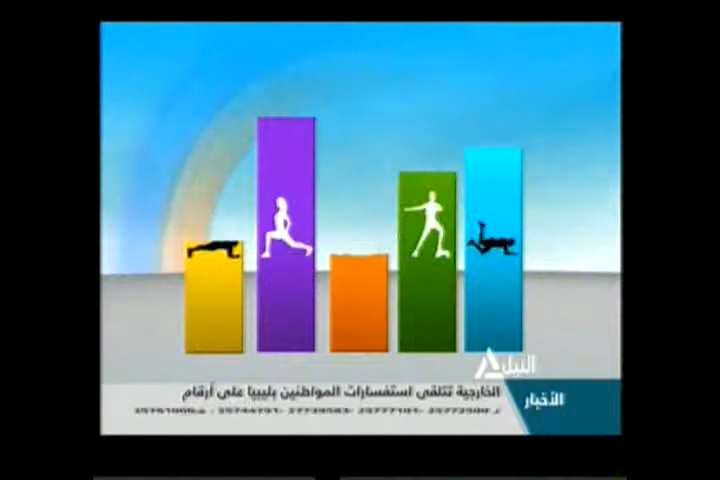 النيل
الأخبار
الخارجية تتلقى استفسارات المواطنين بليبيا على أرقام